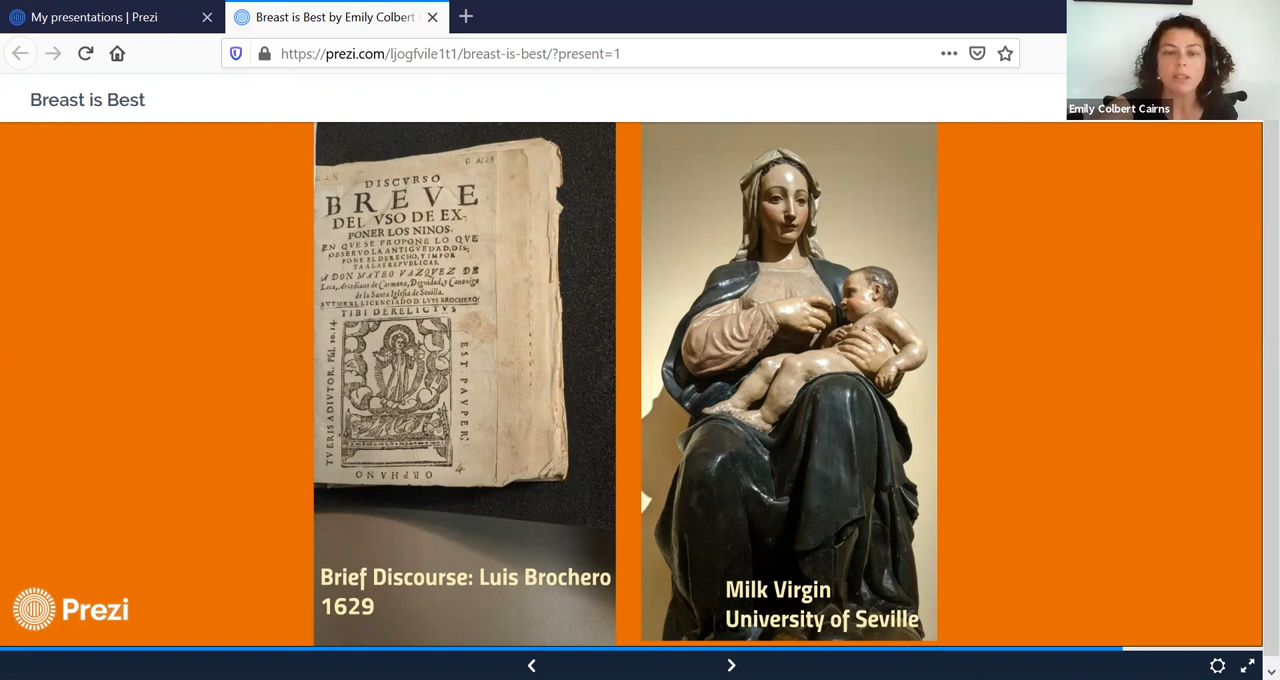 My presentations | Prezi
Breast is Best by Emily Colbert
https://prezi.com/ljogfvile1t1/breast-is-best/?present=1
Emily Colbert Cairns
Breast is Best
F A/25
DISCVRSO
BREVE
DEL VSO DE EX-
PONER LOS NINOS.
EN QVE SE PROPONE LO QVE
OBSERVO LA ANTIGVEDAD, DIS-
PONE EL DERECHO, Y IMPOR
TA A LAS REPVBLICAS.
A DON MATEO VAZQVEZ DE
Leca, Arcediano de Carmona, Dignidad, y Canonigo
de la Santa Iglesia de Sevilla.
AVTOR EL LICENCIADO D. LVYS BROCHERO.
TIBI DERELICTVS
EST PAVPER,
ORPHANO
TV ERIS ADIVTOR. Psal. 10.14.
Brief Discourse: Luis Brochero
1629
Milk Virgin
University of Seville
Prezi